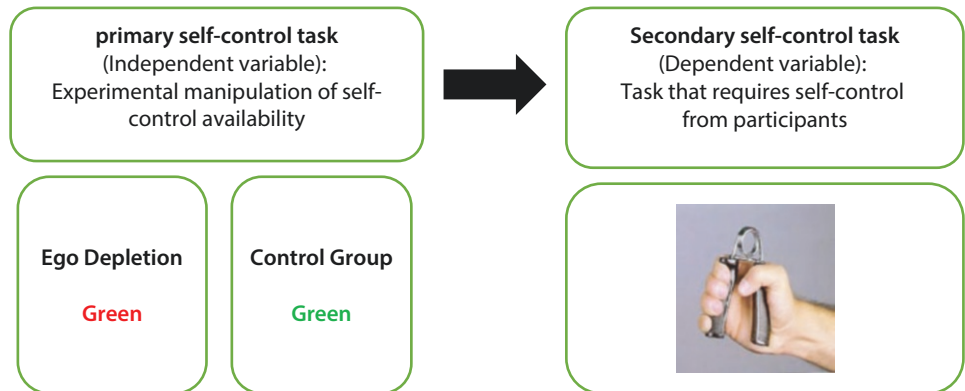 primary self-control task
(Independent variable):
Experimental manipulation of self-
control availability
Secondary self-control task
(Dependent variable):
Task that requires self-control
from participants
Ego Depletion
Green
Control Group
Green